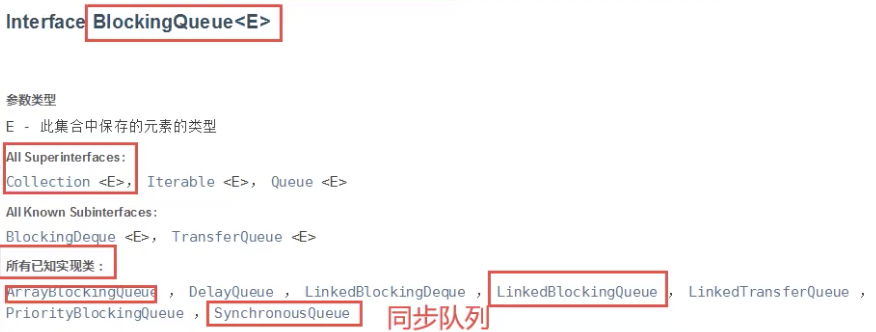 Interface BlockingQueue<E>
参数类型
E - 此集合中保存的元素的类型
All Superinterfaces:
Collection <E>, Iterable <E>, Queue <E>
All Known Subinterfaces:
BlockingDeque <E>, TransferQueue <E>
所有已知实现类:
ArrayBlockingQueue , DelayQueue , LinkedBlockingDeque , LinkedBlockingQueue , LinkedTransferQueue ,
PriorityBlockingQueue , SynchronousQueue 同步队列